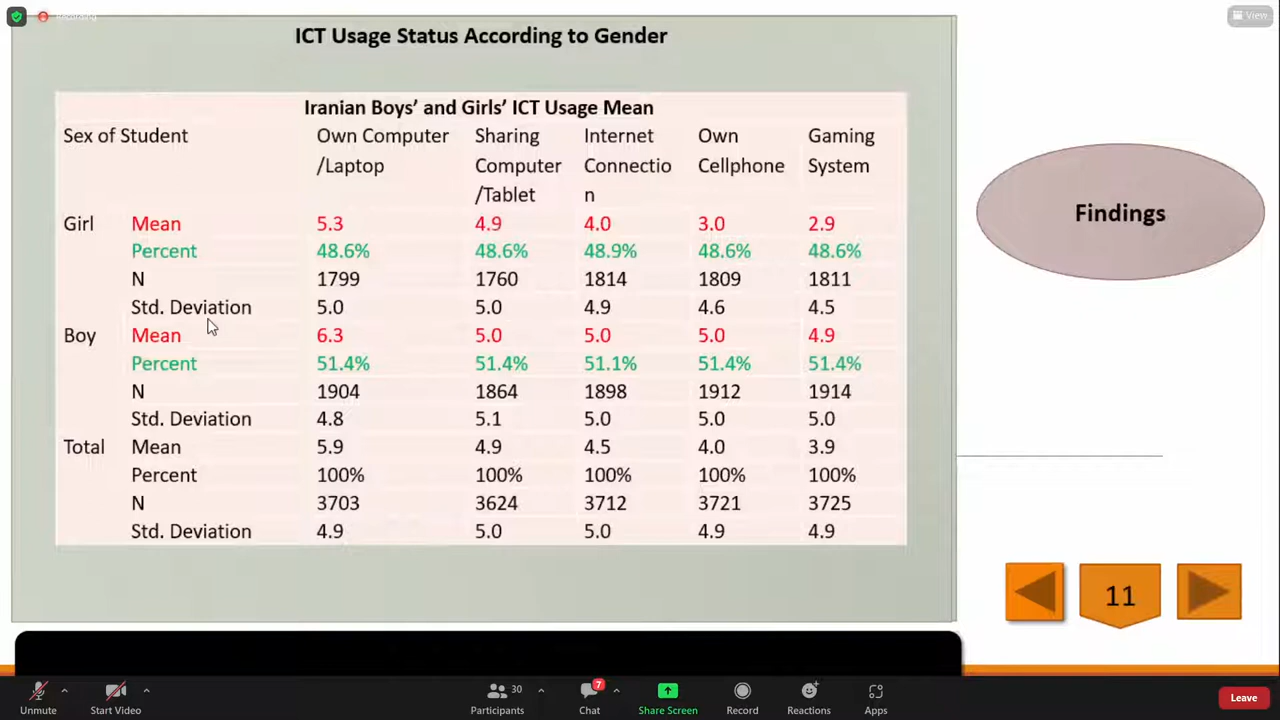 Recording
View
ICT Usage Status According to Gender
Iranian Boys' and Girls' ICT Usage Mean
Sex of Student Own Computer Sharing Internet Own Gaming
/Laptop Computer Connectio Cellphone System
/Tablet n
Girl Mean 5.3 4.9 4.0 3.0 2.9
Percent 48.6% 48.6% 48.9% 48.6% 48.6%
N 1799 1760 1814 1809 1811
Std. Deviation 5.0 5.0 4.9 4.6 4.5
Boy Mean 6.3 5.0 5.0 5.0 4.9
Percent 51.4% 51.4% 51.1% 51.4% 51.4%
N 1904 1864 1898 1912 1914
Std. Deviation 4.8 5.1 5.0 5.0 5.0
Total Mean 5.9 4.9 4.5 4.0 3.9
Percent 100% 100% 100% 100% 100%
N 3703 3624 3712 3721 3725
Std. Deviation 4.9 5.0 5.0 4.9 4.9
Findings
11
30
7
Unmute Start Video Participants Chat Share Screen Record Reactions Apps Leave